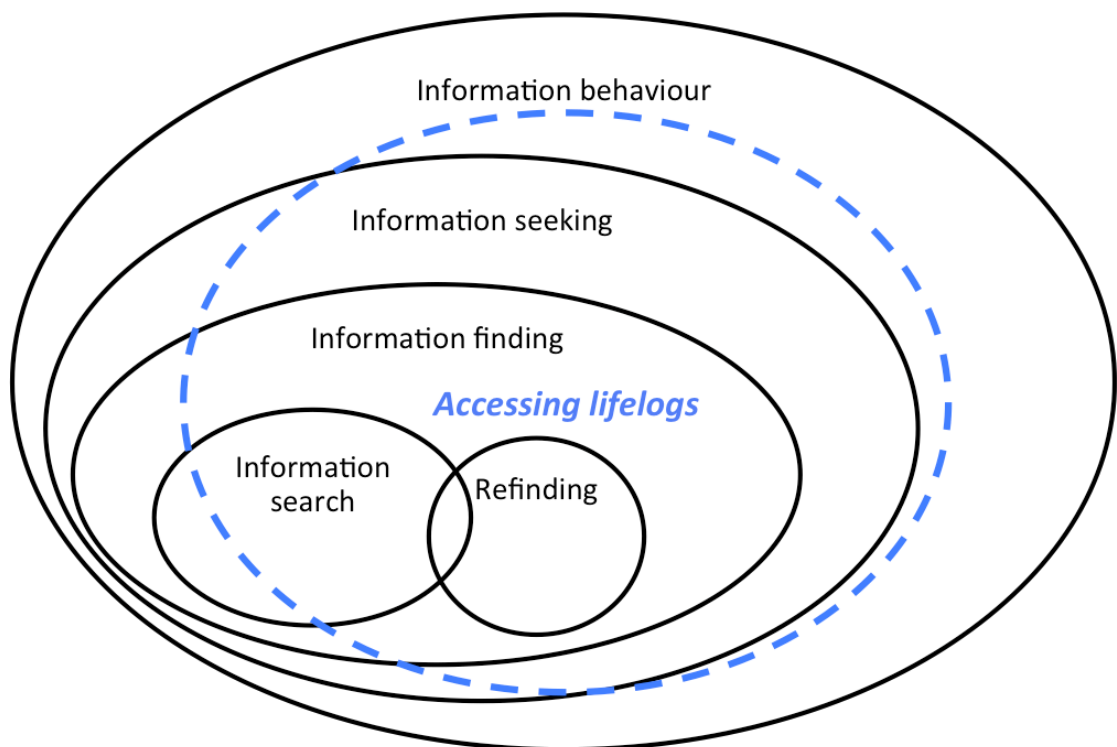 Information behaviour
Information seeking
Information finding
Accessing lifelogs
Information
search
Refinding